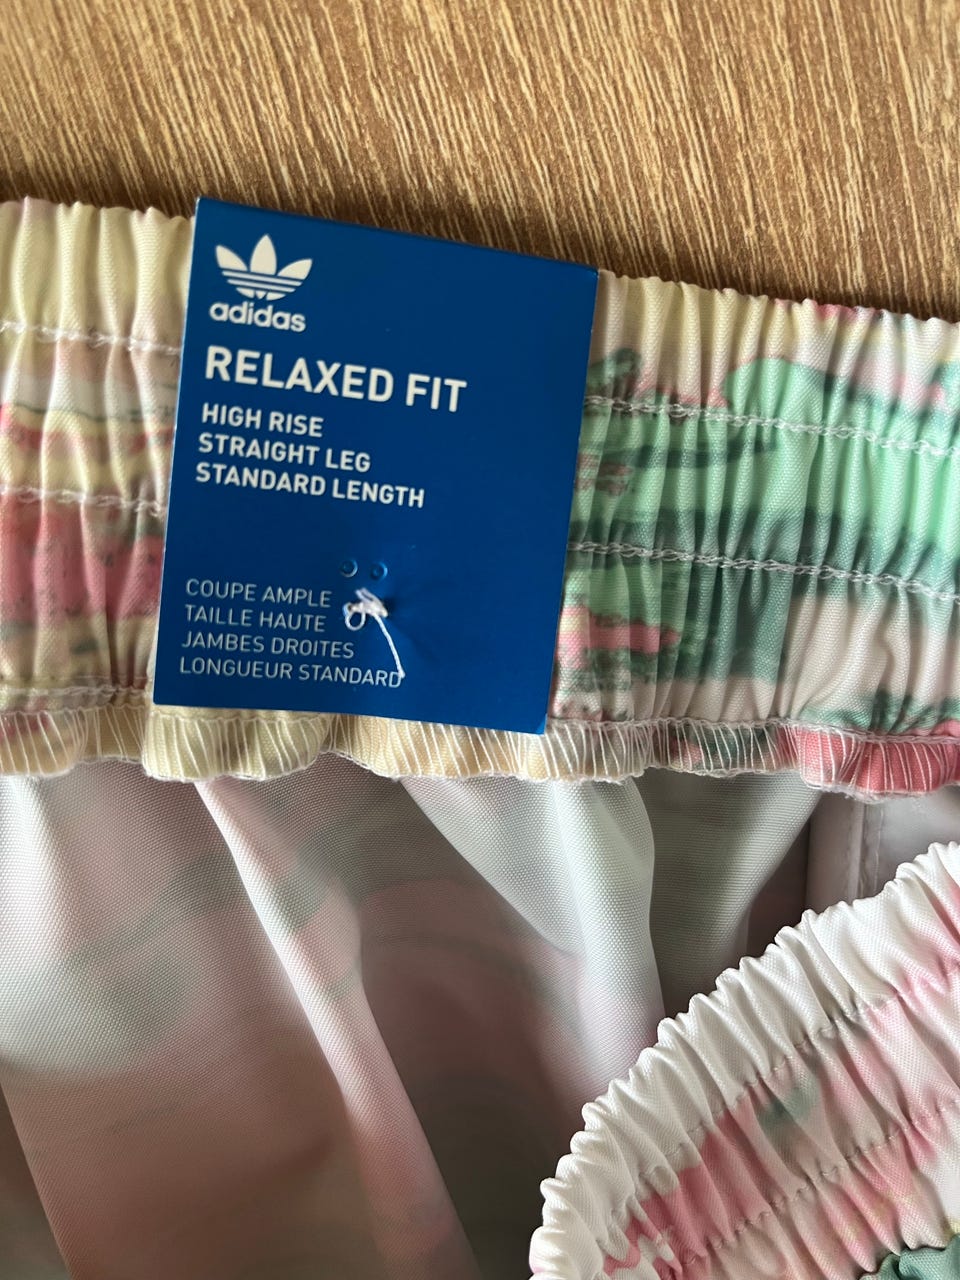 adidas
RELAXED FIT
HIGH RISE
STRAIGHT LEG
STANDARD LENGTH
COUPE AMPLE
TAILLE HAUTE
JAMBES DROITES
LONGUEUR STANDARD